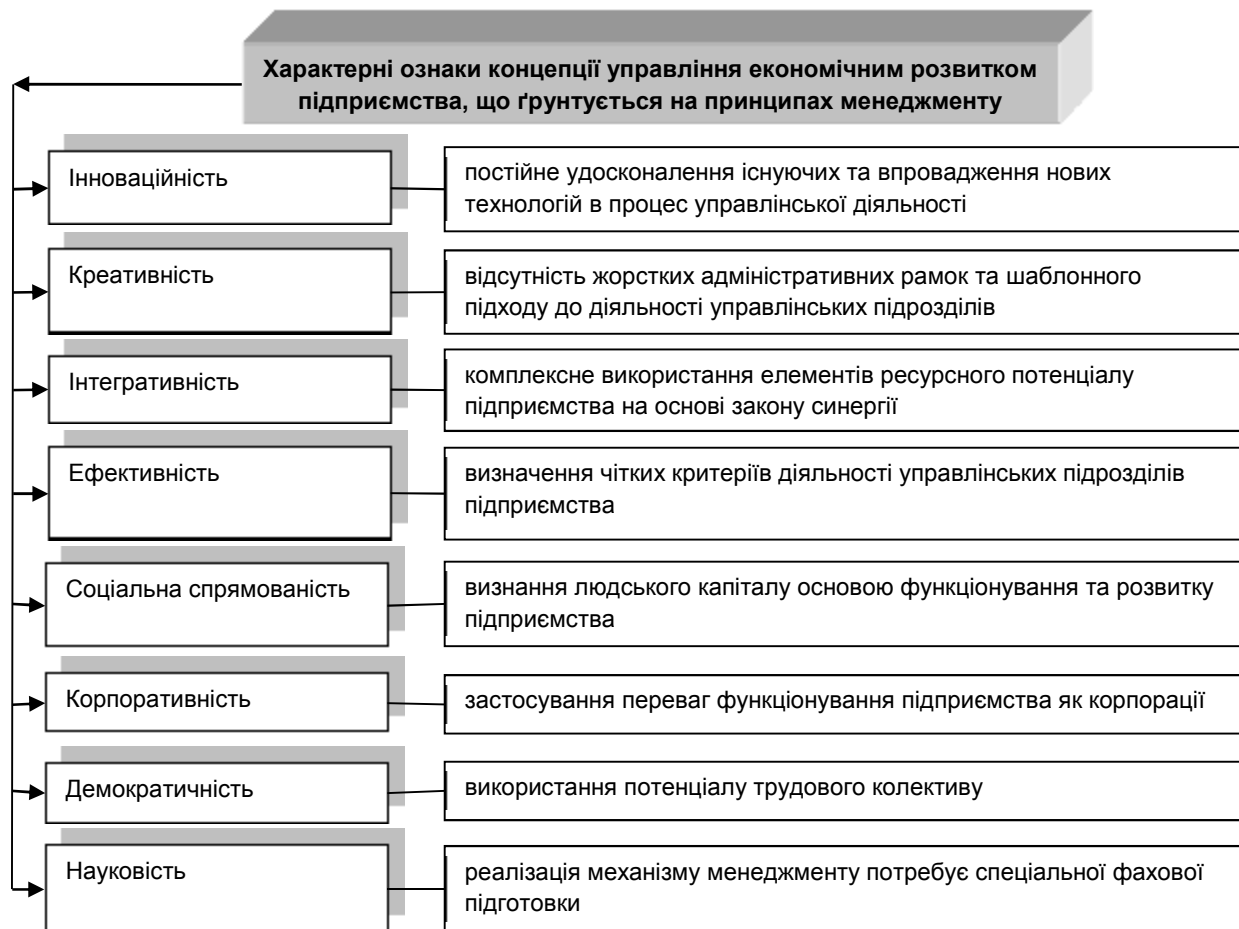 Характерні ознаки концепції управління економічним розвитком
підприємства, що ґрунтується на принципах менеджменту
Інноваційність
постійне удосконалення існуючих та впровадження нових
технологій в процес управлінської діяльності
Креативність
відсутність жорстких адміністративних рамок та шаблонного
підходу до діяльності управлінських підрозділів
Інтегративність
комплексне використання елементів ресурсного потенціалу
підприємства на основі закону синергії
Ефективність
визначення чітких критеріїв діяльності управлінських підрозділів
підприємства
Соціальна спрямованість
визнання людського капіталу основою функціонування та розвитку
підприємства
Корпоративність
застосування переваг функціонування підприємства як корпорації
Демократичність
використання потенціалу трудового колективу
Науковість
реалізація механізму менеджменту потребує спеціальної фахової
підготовки